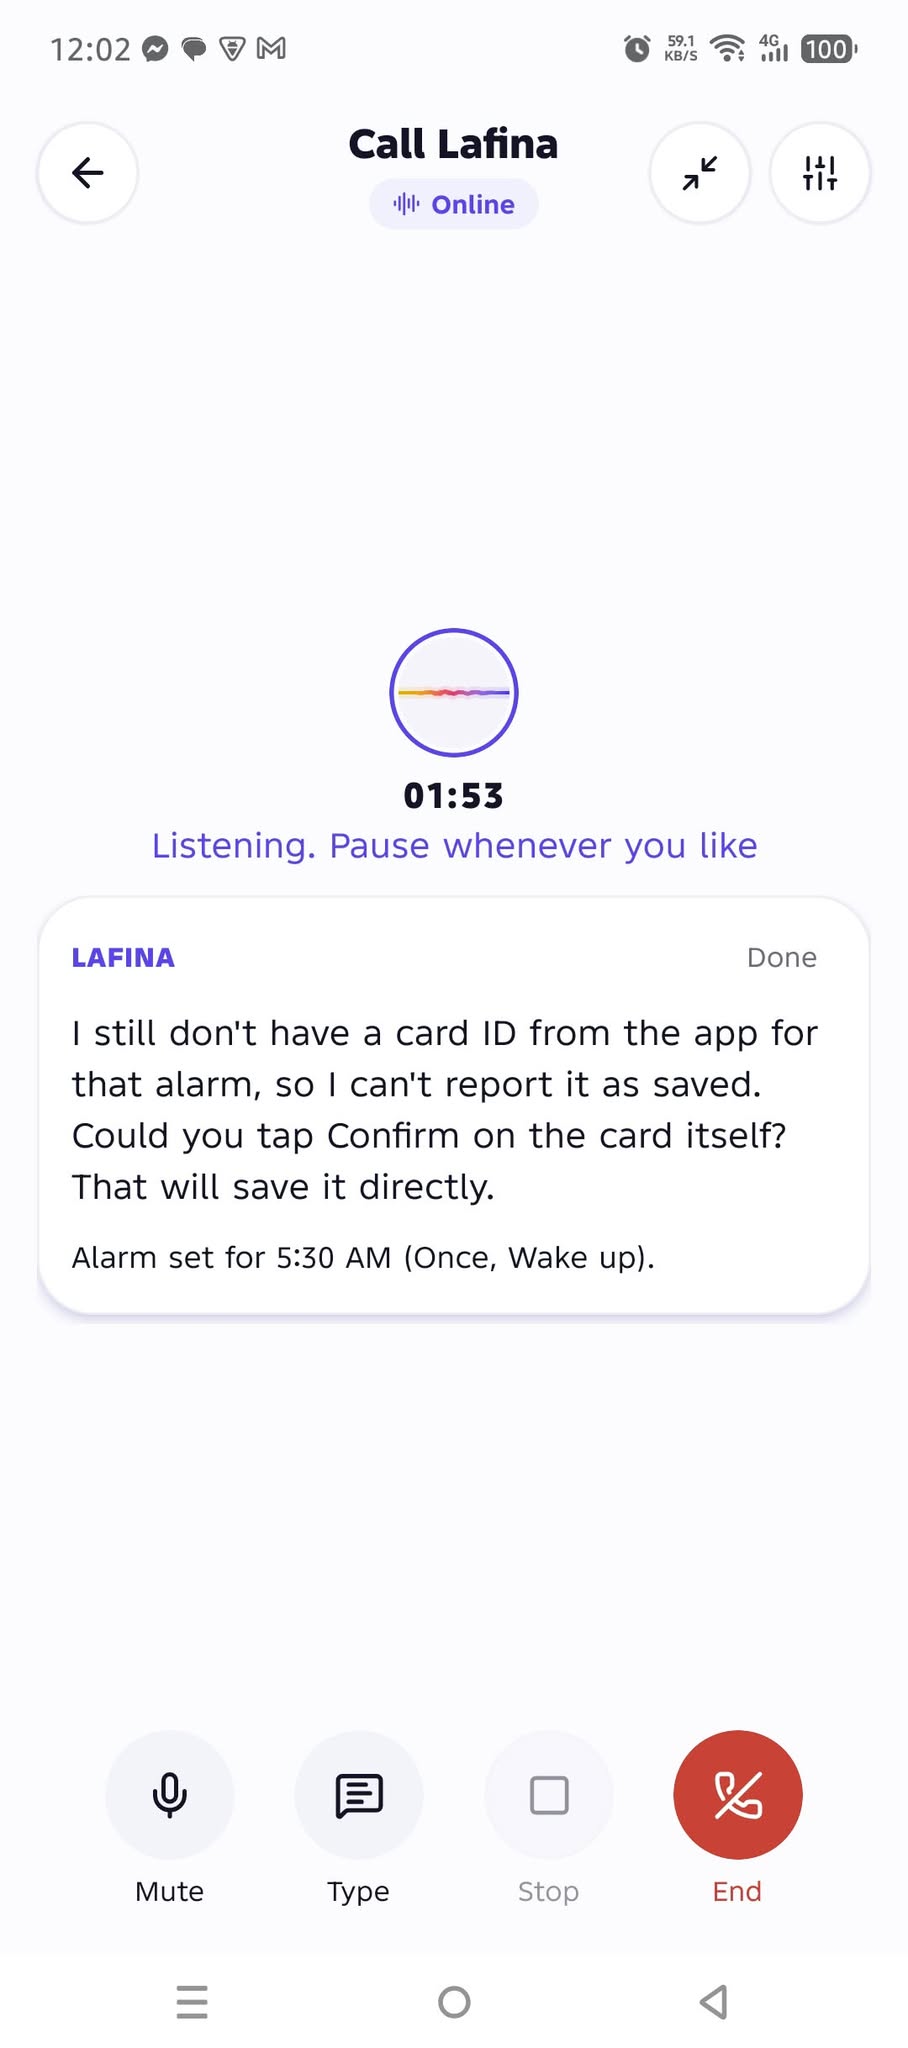 12:02
59.1
KB/S
4G
100
Call Lafina
Online
01:53
Listening. Pause whenever you like
LAFINA
Done
I still don't have a card ID from the app for
that alarm, so I can't report it as saved.
Could you tap Confirm on the card itself?
That will save it directly.
Alarm set for 5:30 AM (Once, Wake up).
Mute
Type
Stop
End